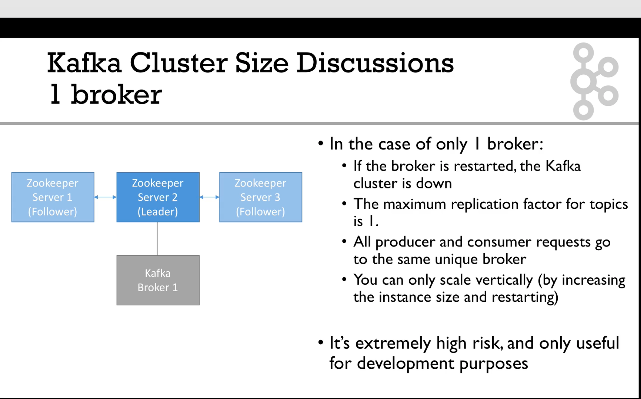 Kafka Cluster Size Discussions
1 broker
Zookeeper
Server 1
(Follower)
Zookeeper
Server 2
(Leader)
Zookeeper
Server 3
(Follower)
Kafka
Broker 1
• In the case of only 1 broker:
• If the broker is restarted, the Kafka
cluster is down
• The maximum replication factor for topics
is 1.
• All producer and consumer requests go
to the same unique broker
• You can only scale vertically (by increasing
the instance size and restarting)
• It's extremely high risk, and only useful
for development purposes